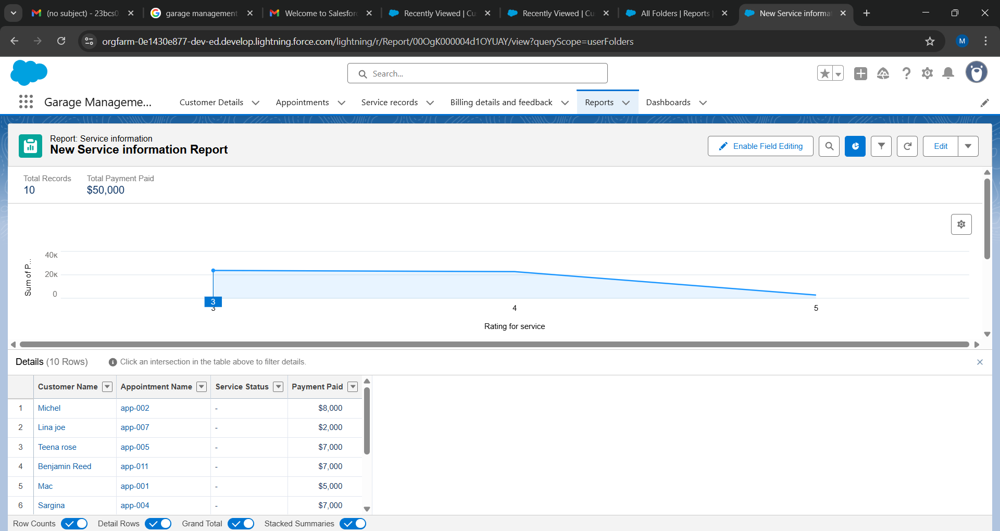 (no subject) - 23bcs0
garage management
Welcome to Salesfor
Recently Viewed | Cu
Recently Viewed | Cu
All Folders | Reports |
New Service informa
orgfarm-0e1430e877-dev-ed.develop.lightning.force.com/lightning/r/Report/00OgK000004d1OYUAY/view?queryScope=userFolders
M
Search...
Garage Manageme...
Customer Details
Appointments
Service records
Billing details and feedback
Reports
Dashboards
Report: Service information
New Service information Report
Enable Field Editing
Edit
Total Records
10
Total Payment Paid
$50,000
Sum of P...
40K
20K
0
3
3
4
5
Rating for service
Details (10 Rows)
Click an intersection in the table above to filter details.
Customer Name Appointment Name Service Status Payment Paid
1 Michel app-002 - $8,000
2 Lina joe app-007 - $2,000
3 Teena rose app-005 - $7,000
4 Benjamin Reed app-011 - $7,000
5 Mac app-001 - $5,000
6 Sargina app-004 - $7,000
Row Counts Detail Rows Grand Total Stacked Summaries